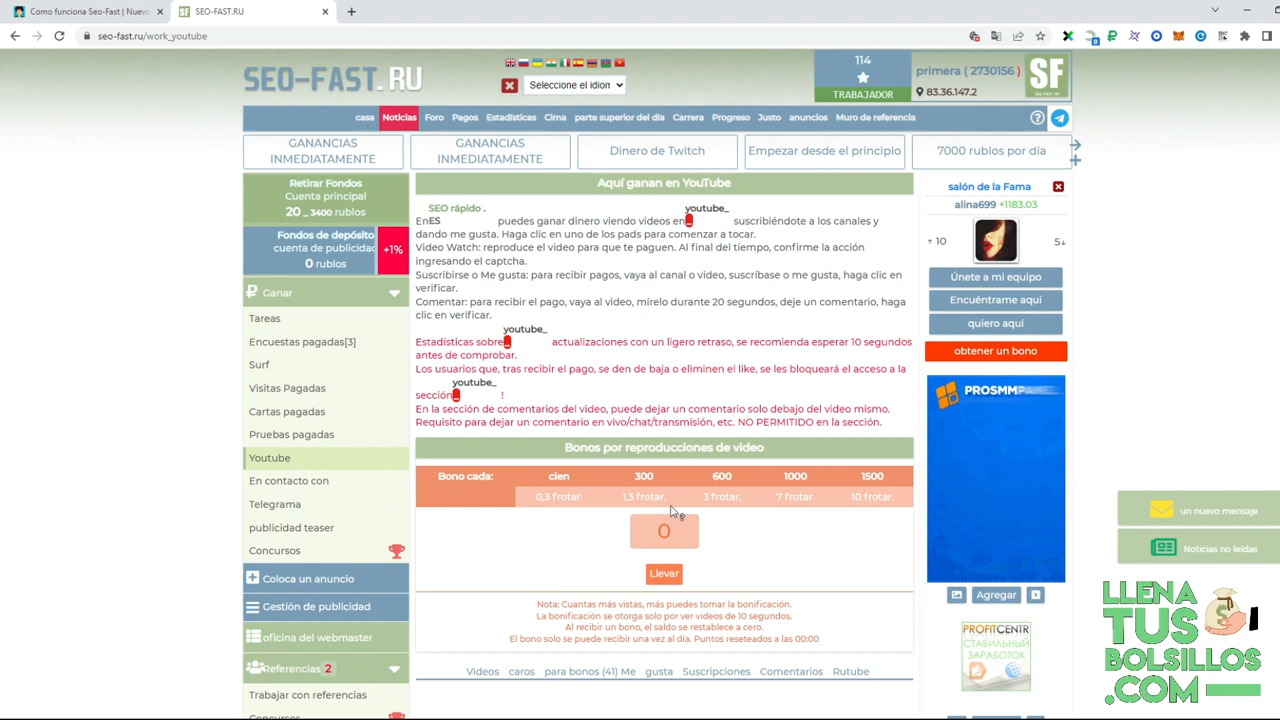 Como funciona Seo-Fast | Nuevo
SEO-FAST.RU
seo-fast.ru/work_youtube
SEO-FAST.RU
Seleccione el idiom
114
TRABAJADOR
primera ( 2730156 )
83.36.147.2
SF
casa Noticias Foro Pagos Estadísticas Cima parte superior del día Carrera Progreso Justo anuncios Muro de referencia
GANANCIAS INMEDIATAMENTE
GANANCIAS INMEDIATAMENTE
Dinero de Twitch
Empezar desde el principio
7000 rublos por día
Retirar Fondos
Cuenta principal
20 _ 3400 rublos
Fondos de depósito
cuenta de publicidad
0 rublos
+1%
Ganar
Tareas
Encuestas pagadas[3]
Surf
Visitas Pagadas
Cartas pagadas
Pruebas pagadas
Youtube
En contacto con
Telegrama
publicidad teaser
Concursos
Coloca un anuncio
Gestión de publicidad
oficina del webmaster
Referencias 2
Trabajar con referencias
Concursos
Aquí ganan en YouTube
SEO rápido .
youtube_
EnES puedes ganar dinero viendo videos en suscribiéndote a los canales y
dando me gusta. Haga clic en uno de los pads para comenzar a tocar.
Video Watch: reproduce el video para que te paguen. Al final del tiempo, confirme la acción
ingresando el captcha.
Suscribirse o Me gusta: para recibir pagos, vaya al canal o video, suscríbase o me gusta, haga clic en
verificar.
Comentar: para recibir el pago, vaya al video, mírelo durante 20 segundos, deje un comentario, haga
clic en verificar.
youtube_
Estadísticas sobre actualizaciones con un ligero retraso, se recomienda esperar 10 segundos
antes de comprobar.
Los usuarios que, tras recibir el pago, se den de baja o eliminen el like, se les bloqueará el acceso a la
youtube_
sección !
En la sección de comentarios del video, puede dejar un comentario solo debajo del video mismo.
Requisito para dejar un comentario en vivo/chat/transmisión, etc. NO PERMITIDO en la sección.
Bonos por reproducciones de video
Bono cada: cien 300 600 1000 1500
0,3 frotar. 1,3 frotar. 3 frotar. 7 frotar. 10 frotar.
0
Llevar
Nota: Cuantas más vistas, más puedes tomar la bonificación.
La bonificación se otorga solo por ver videos de 10 segundos.
Al recibir un bono, el saldo se restablece a cero.
El bono solo se puede recibir una vez al día. Puntos reseteados a las 00:00
Videos caros para bonos (41) Me gusta Suscripciones Comentarios Rutube
salón de la Fama
alina699 +1183.03
↑ 10
5↓
Únete a mi equipo
Encuéntrame aquí
quiero aquí
obtener un bono
PROSMM
Agregar
PROFITCENTR
СТАБИЛЬНЫЙ
ЗАРАБОТОК
un nuevo mensaje
Noticias no leídas
LLENA
TUS
BOLSILLOS
.COM